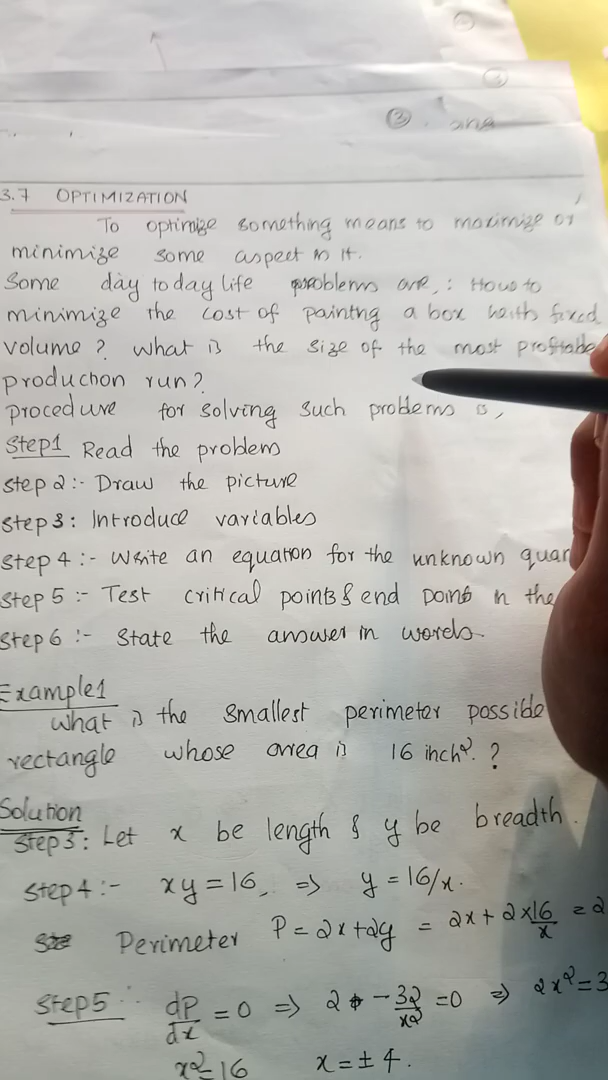 ③ . and
3.7 OPTIMIZATION
To optimize something means to maximize or
minimize some aspect in it.
Some day to day life problems are, : How to
minimize the cost of painting a box with fixed
volume ? What is the size of the most profitable
production run ?
procedure for solving such problems is,
Step1 Read the problem
Step 2 :- Draw the picture
Step 3 : Introduce variables
Step 4 :- Write an equation for the unknown quan
Step 5 :- Test critical points & end points in the
Step 6 :- State the answer in words.
Example1
What is the smallest perimeter possible
rectangle whose area is 16 inch². ?
Solution
Step3 : Let x be length & y be breadth.
Step4 :- xy = 16, => y = 16/x.
Perimeter P = 2x + 2y = 2x + 2×16/x = 2
Step5 : dP/dx = 0 => 2 - 32/x2 = 0 => 2x² = 3
x² = 16 x = ± 4.